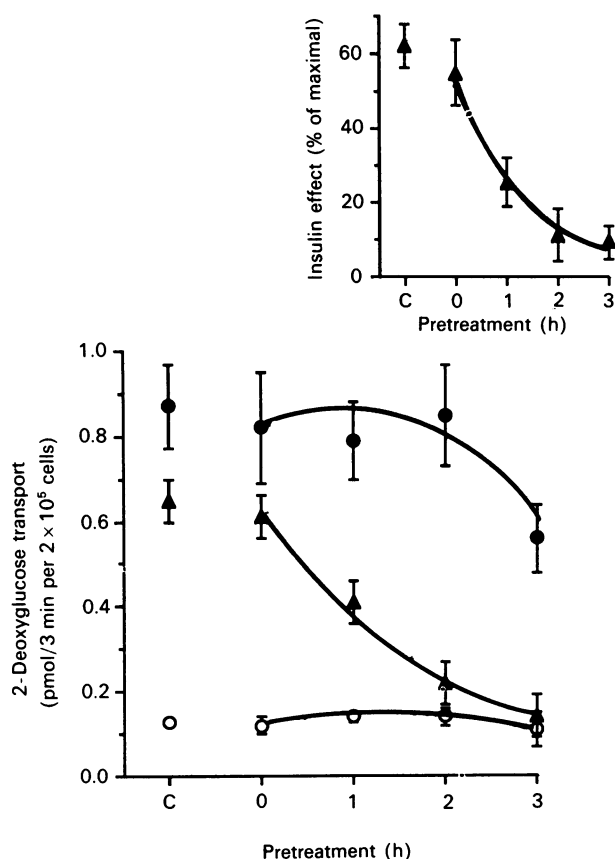 Insulin effect (% of maximal)
60
40
20
0
C 0 1 2 3
Pretreatment (h)
2-Deoxyglucose transport
(pmol/3 min per 2 × 10⁵ cells)
1.0
0.8
0.6
0.4
0.2
0.0
C 0 1 2 3
Pretreatment (h)